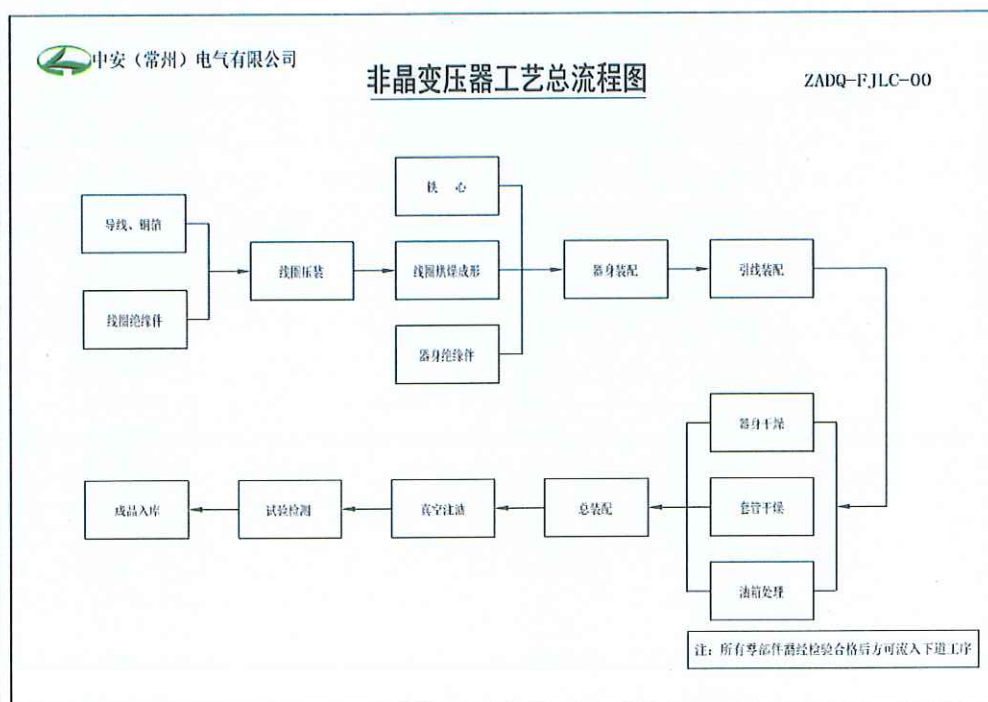 中安（常州）电气有限公司
非晶变压器工艺总流程图
ZADQ-FJLC-00
铁 心
导线、铜箔
线圈压装
线圈烘燥成形
器身装配
引线装配
线圈绝缘件
器身绝缘件
器身干燥
成品入库
试验检测
真空注油
总装配
套管干燥
油箱处理
注：所有零部件需经检验合格后方可流入下道工序